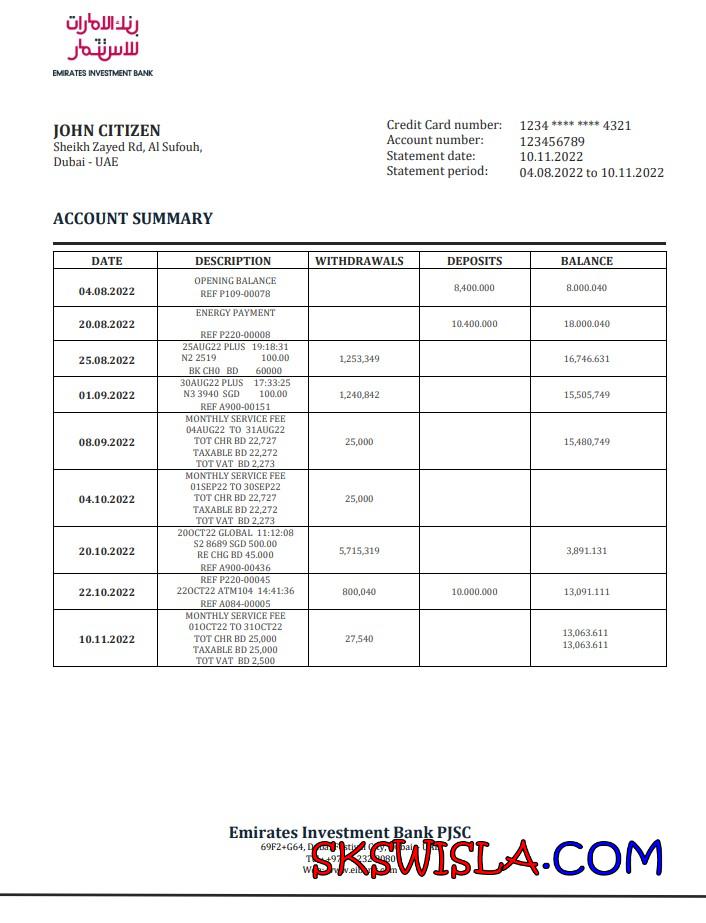 بنك الامارات
للاستثمار
EMIRATES INVESTMENT BANK
JOHN CITIZEN
Sheikh Zayed Rd, Al Sufouh,
Dubai - UAE
Credit Card number: 1234 **** **** 4321
Account number: 123456789
Statement date: 10.11.2022
Statement period: 04.08.2022 to 10.11.2022
ACCOUNT SUMMARY
DATE DESCRIPTION WITHDRAWALS DEPOSITS BALANCE
OPENING BALANCE
04.08.2022 REF P109-00078 8,400.000 8.000.040
ENERGY PAYMENT
20.08.2022 10.400.000 18.000.040
REF P220-00008
25AUG22 PLUS 19:18:31
25.08.2022 N2 2519 100.00 1,253,349 16,746.631
BK CH0 BD 60000
30AUG22 PLUS 17:33:25
01.09.2022 N3 3940 SGD 100.00 1,240,842 15,505,749
REF A900-00151
MONTHLY SERVICE FEE
04AUG22 TO 31AUG22
08.09.2022 TOT CHR BD 22,727 25,000 15,480,749
TAXABLE BD 22,272
TOT VAT BD 2,273
MONTHLY SERVICE FEE
01SEP22 TO 30SEP22
04.10.2022 TOT CHR BD 22,727 25,000
TAXABLE BD 22,272
TOT VAT BD 2,273
20OCT22 GLOBAL 11:12:08
S2 8689 SGD 500.00
20.10.2022 RE CHG BD 45.000 5,715,319 3,891.131
REF A900-00436
REF P220-00045
22.10.2022 22OCT22 ATM104 14:41:36 800,040 10.000.000 13,091.111
REF A084-00005
MONTHLY SERVICE FEE
01OCT22 TO 31OCT22
10.11.2022 TOT CHR BD 25,000 27,540 13,063.611
TAXABLE BD 25,000 13,063.611
TOT VAT BD 2,500
Emirates Investment Bank PJSC
69F2+G64,
SKSWISLA.COM